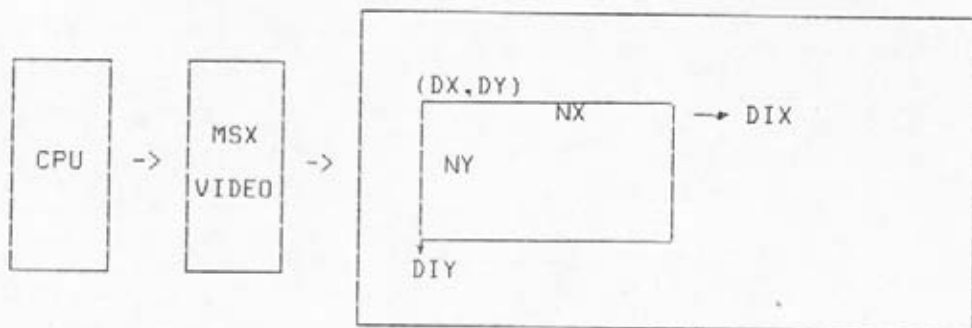 CPU
->
MSX
VIDEO
->
(DX,DY)
NX
DIX
NY
DIY